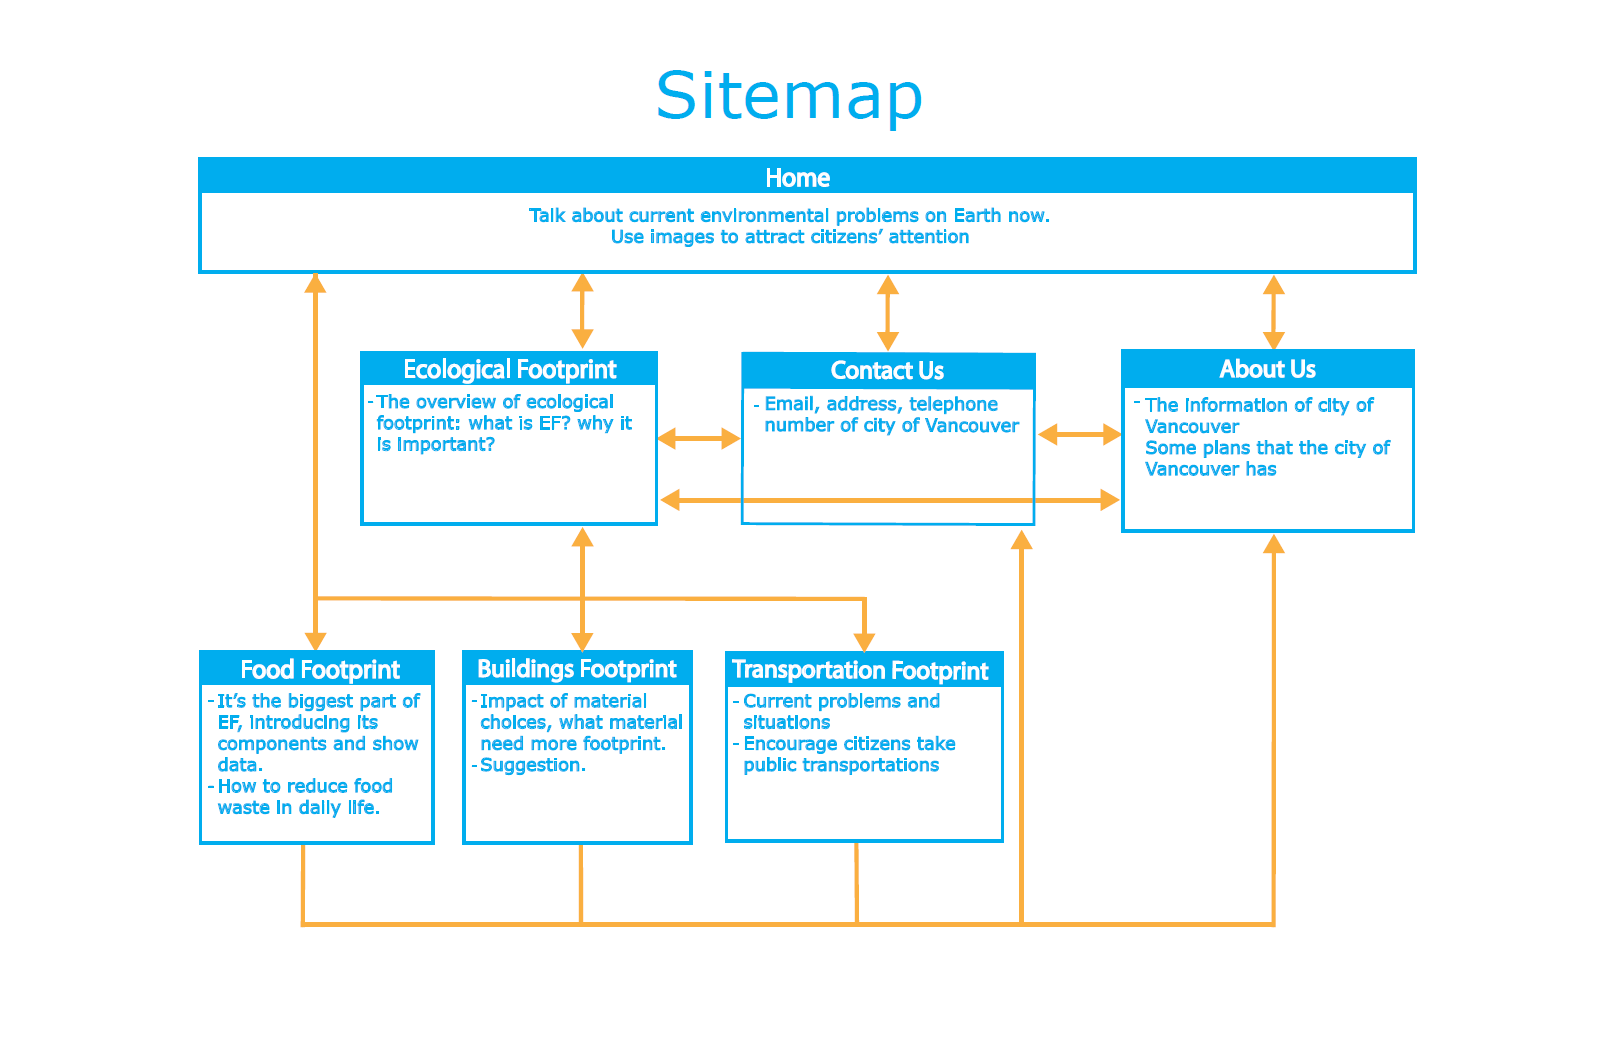 Sitemap
Home
Talk about current environmental problems on Earth now.
Use images to attract citizens’ attention
Ecological Footprint
- The overview of ecological
footprint: what is EF? why it
is important?
Contact Us
- Email, address, telephone
number of city of Vancouver
About Us
- The information of city of
Vancouver
Some plans that the city of
Vancouver has
Food Footprint
- It’s the biggest part of
EF, introducing its
components and show
data.
- How to reduce food
waste in daily life.
Buildings Footprint
- Impact of material
choices, what material
need more footprint.
- Suggestion.
Transportation Footprint
- Current problems and
situations
- Encourage citizens take
public transportations